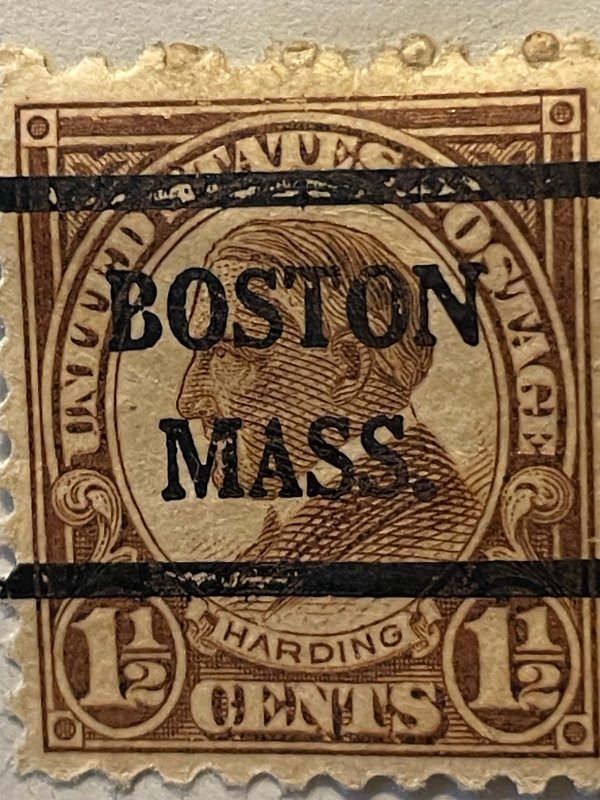 UNITED STATES POSTAGE
BOSTON
MASS.
HARDING
1½ 1½
CENTS